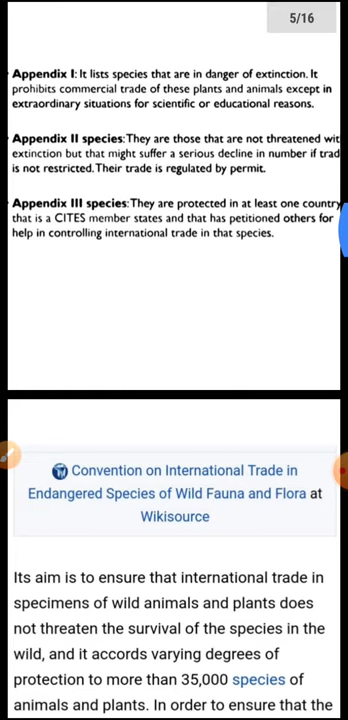 5/16
Appendix I: It lists species that are in danger of extinction. It
prohibits commercial trade of these plants and animals except in
extraordinary situations for scientific or educational reasons.
Appendix II species: They are those that are not threatened wit
extinction but that might suffer a serious decline in number if trad
is not restricted. Their trade is regulated by permit.
Appendix III species: They are protected in at least one country
that is a CITES member states and that has petitioned others for
help in controlling international trade in that species.
Convention on International Trade in
Endangered Species of Wild Fauna and Flora at
Wikisource
Its aim is to ensure that international trade in
specimens of wild animals and plants does
not threaten the survival of the species in the
wild, and it accords varying degrees of
protection to more than 35,000 species of
animals and plants. In order to ensure that the